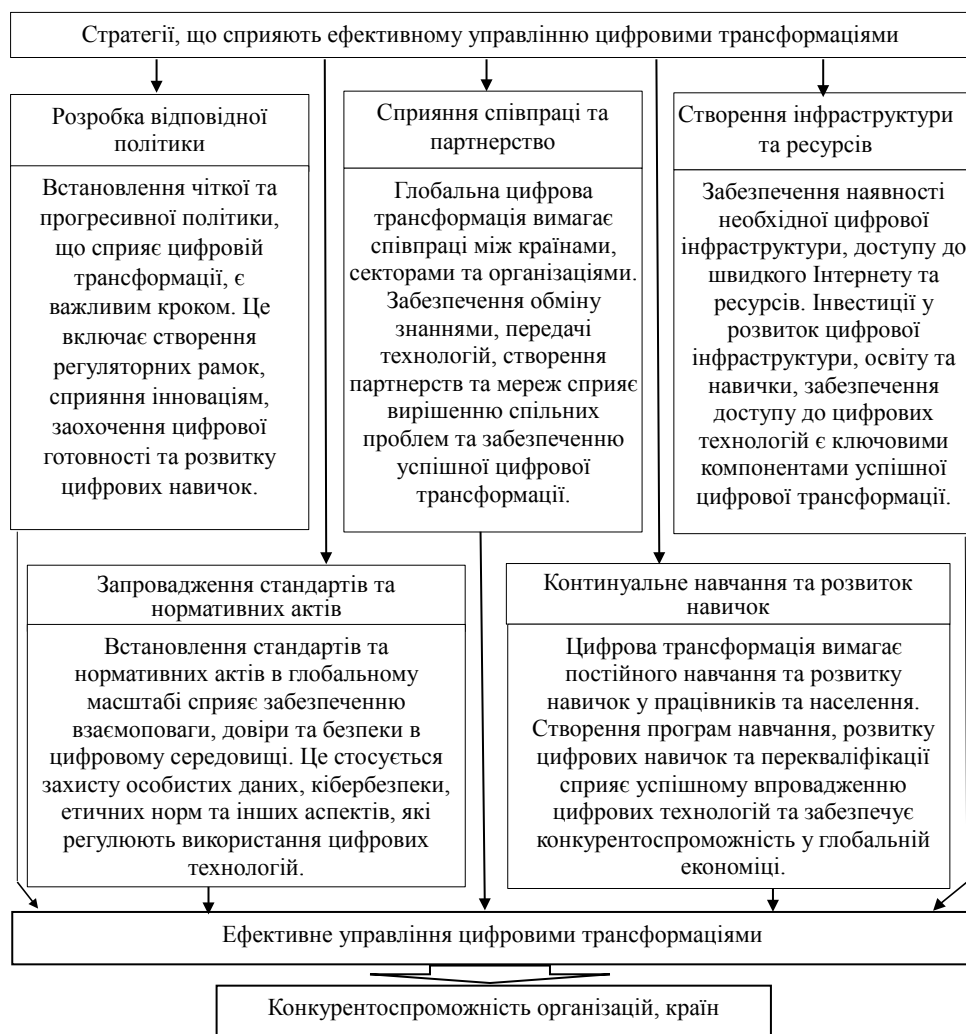 Стратегії, що сприяють ефективному управлінню цифровими трансформаціями
Розробка відповідної
політики
Встановлення чіткої та
прогресивної політики,
що сприяє цифровій
трансформації, є
важливим кроком. Це
включає створення
регуляторних рамок,
сприяння інноваціям,
заохочення цифрової
готовності та розвитку
цифрових навичок.
Сприяння співпраці та
партнерство
Глобальна цифрова
трансформація вимагає
співпраці між країнами,
секторами та організаціями.
Забезпечення обміну
знаннями, передачі
технологій, створення
партнерств та мереж сприяє
вирішенню спільних
проблем та забезпеченню
успішної цифрової
трансформації.
Створення інфраструктури
та ресурсів
Забезпечення наявності
необхідної цифрової
інфраструктури, доступу до
швидкого Інтернету та
ресурсів. Інвестиції у
розвиток цифрової
інфраструктури, освіту та
навички, забезпечення
доступу до цифрових
технологій є ключовими
компонентами успішної
цифрової трансформації.
Запровадження стандартів та
нормативних актів
Встановлення стандартів та
нормативних актів в глобальному
масштабі сприяє забезпеченню
взаємоповаги, довіри та безпеки в
цифровому середовищі. Це стосується
захисту особистих даних, кібербезпеки,
етичних норм та інших аспектів, які
регулюють використання цифрових
технологій.
Континуальне навчання та розвиток
навичок
Цифрова трансформація вимагає
постійного навчання та розвитку
навичок у працівників та населення.
Створення програм навчання, розвитку
цифрових навичок та перекваліфікації
сприяє успішному впровадженню
цифрових технологій та забезпечує
конкурентоспроможність у глобальній
економіці.
Ефективне управління цифровими трансформаціями
Конкурентоспроможність організацій, країн